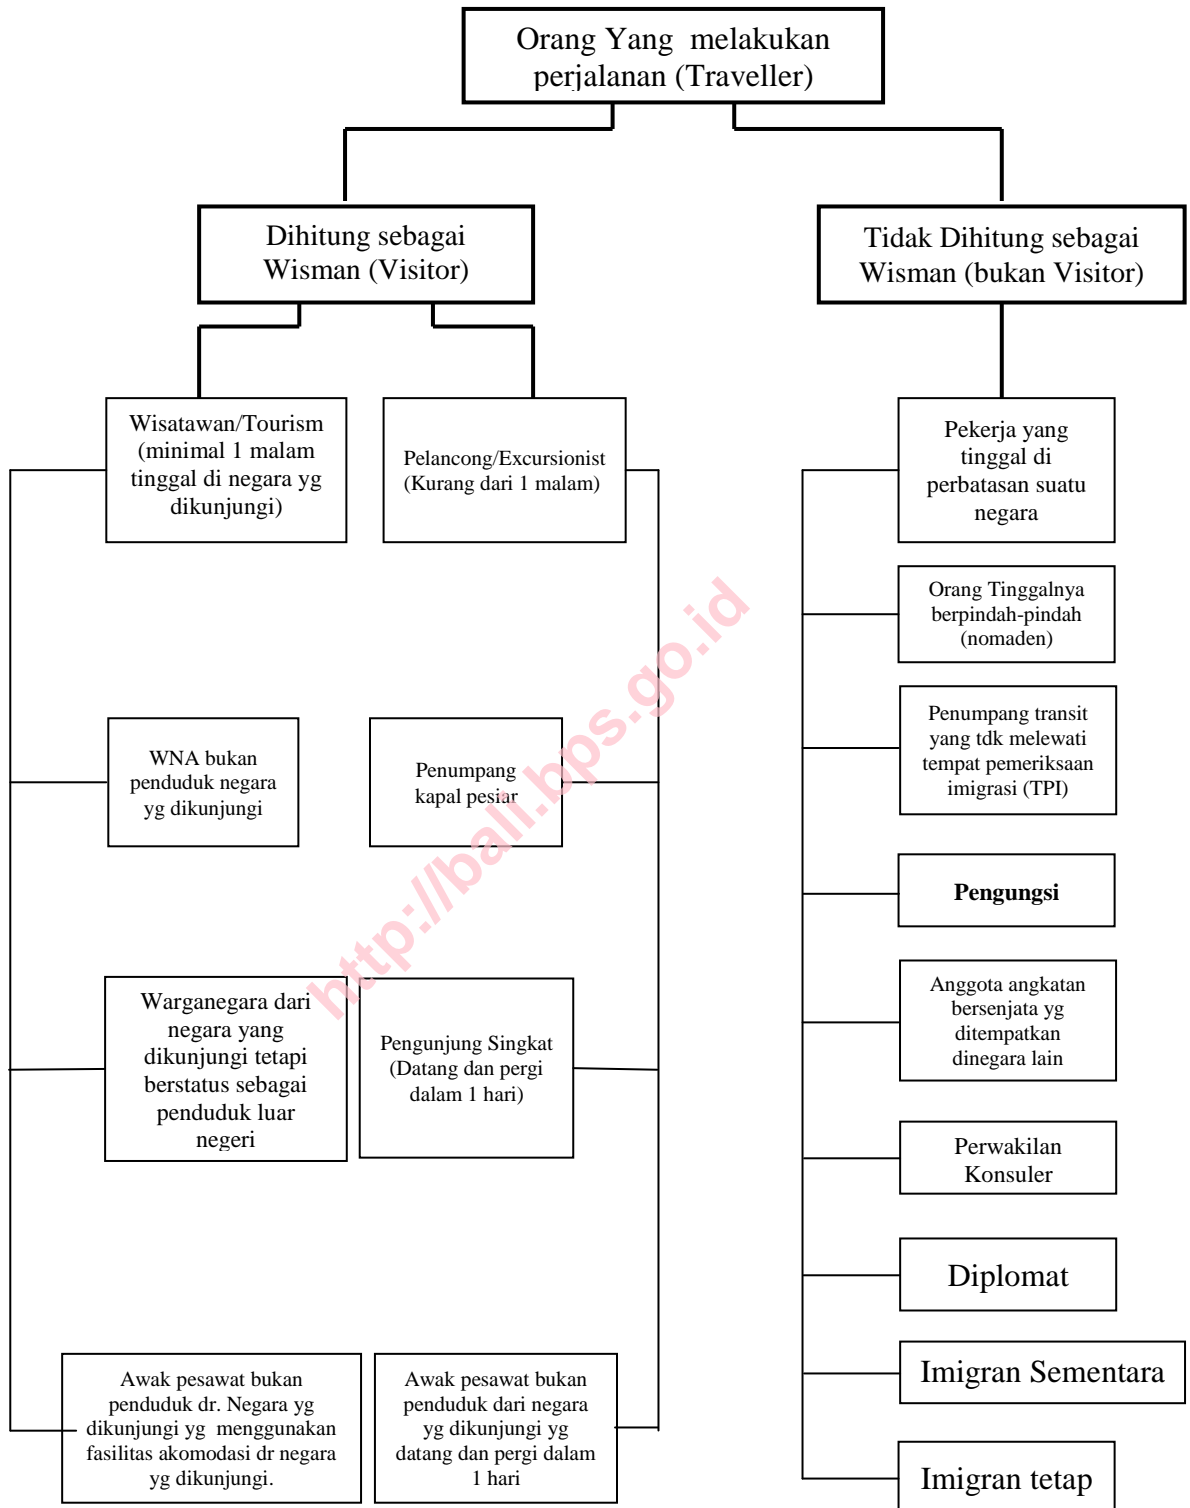 Orang Yang melakukan
perjalanan (Traveller)
Dihitung sebagai
Wisman (Visitor)
Tidak Dihitung sebagai
Wisman (bukan Visitor)
Wisatawan/Tourism
(minimal 1 malam
tinggal di negara yg
dikunjungi)
Pelancong/Excursionist
(Kurang dari 1 malam)
Pekerja yang
tinggal di
perbatasan suatu
negara
Orang Tinggalnya
berpindah-pindah
(nomaden)
WNA bukan
penduduk negara
yg dikunjungi
Penumpang
kapal pesiar
Penumpang transit
yang tdk melewati
tempat pemeriksaan
imigrasi (TPI)
Pengungsi
Warganegara dari
negara yang
dikunjungi tetapi
berstatus sebagai
penduduk luar
negeri
Pengunjung Singkat
(Datang dan pergi
dalam 1 hari)
Anggota angkatan
bersenjata yg
ditempatkan
dinegara lain
Perwakilan
Konsuler
Diplomat
Imigran Sementara
Awak pesawat bukan
penduduk dr. Negara yg
dikunjungi yg menggunakan
fasilitas akomodasi dr negara
yg dikunjungi.
Awak pesawat bukan
penduduk dari negara
yg dikunjungi yg
datang dan pergi dalam
1 hari
Imigran tetap
http://bali.bps.go.id